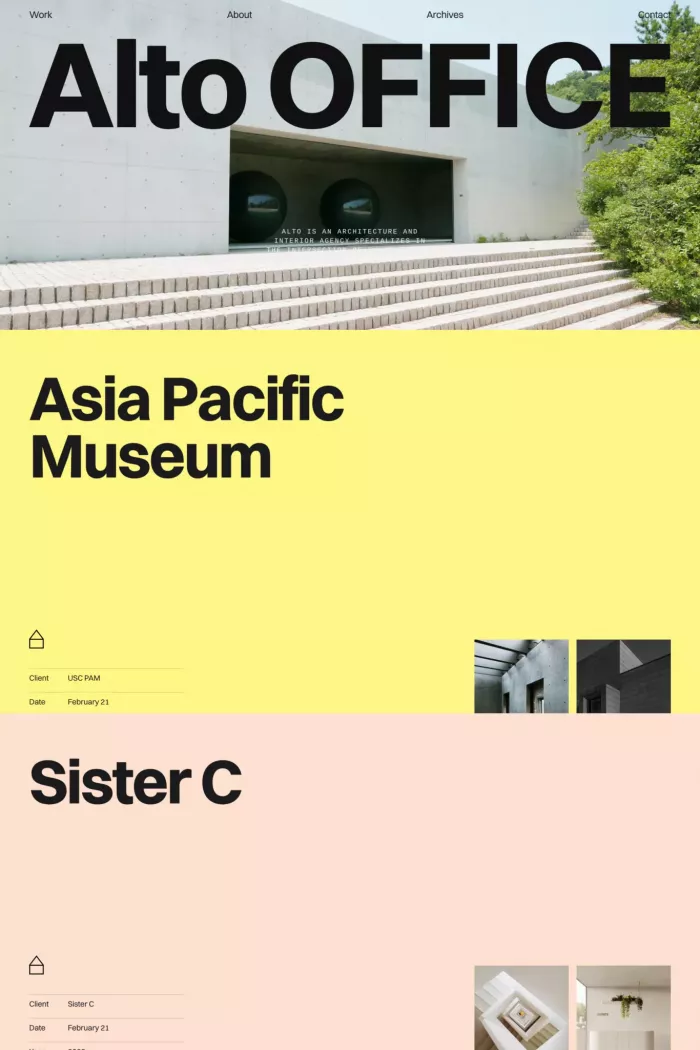 Work
About
Archives
Contact
Alto OFFICE
ALTO IS AN ARCHITECTURE AND
INTERIOR AGENCY SPECIALIZES IN
Asia Pacific
Museum
Client USC PAM
Date February 21
Sister C
Client Sister C
Date February 21